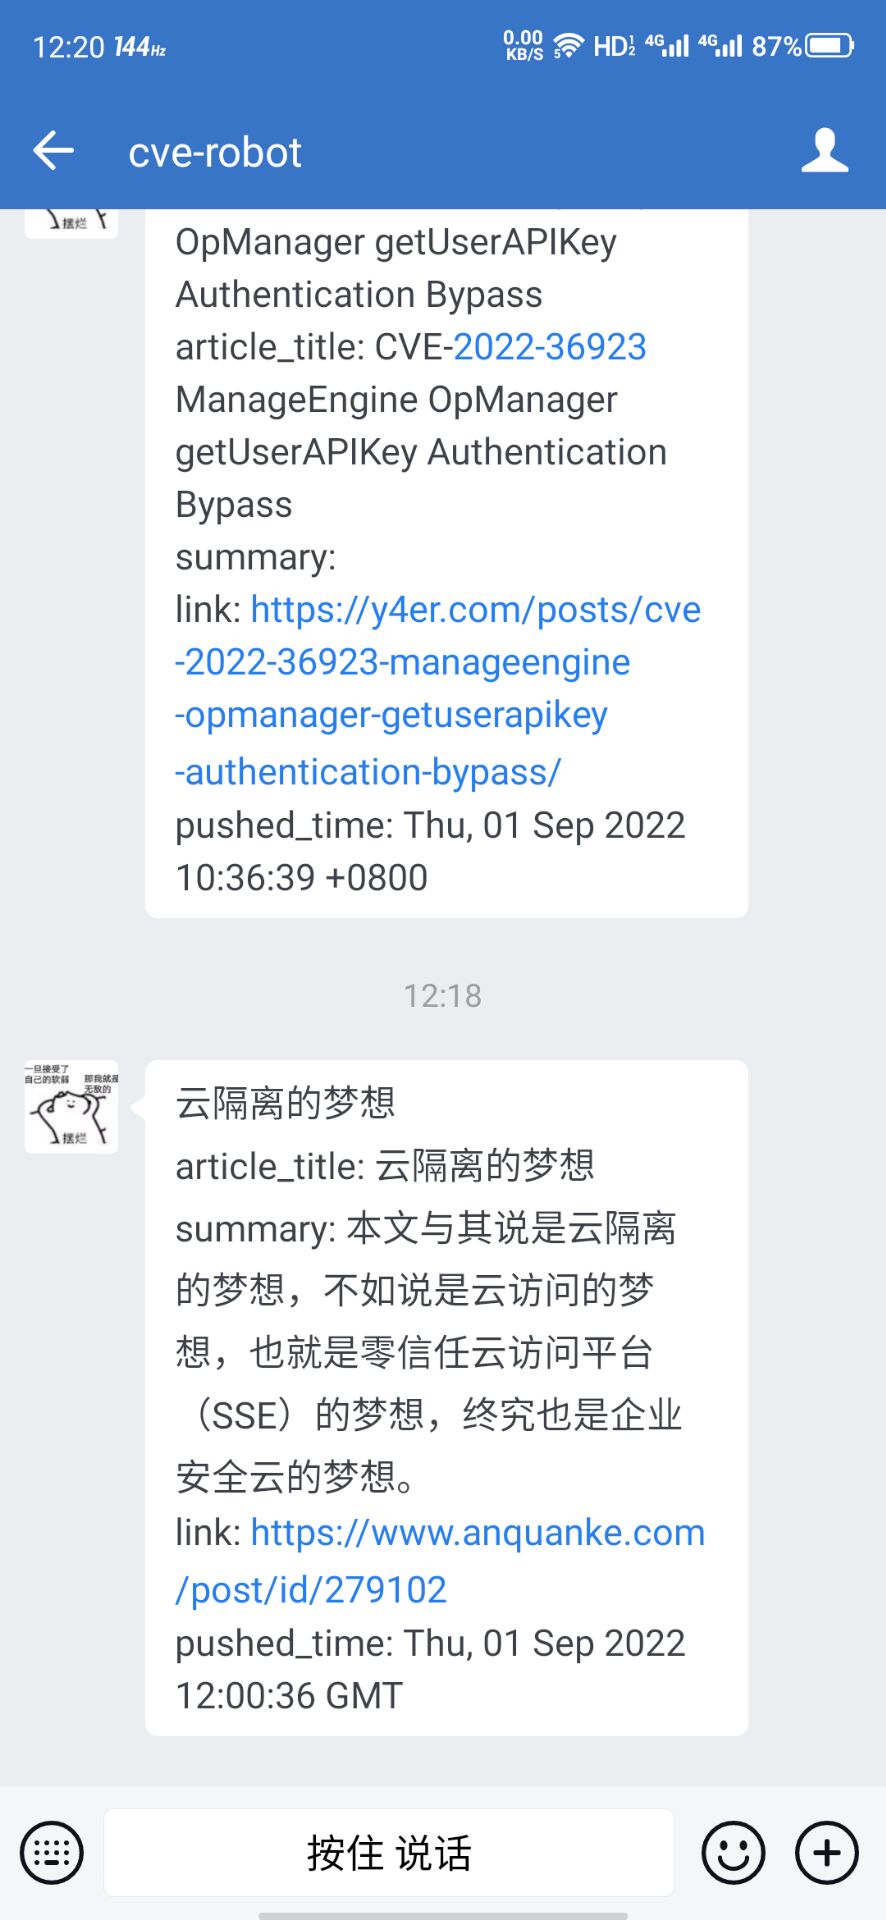 12:20 144Hz 0.00 KB/S 5 HD 1 2 4G 4G 87%
cve-robot
摆烂
OpManager getUserAPIKey
Authentication Bypass
article_title: CVE-2022-36923
ManageEngine OpManager
getUserAPIKey Authentication
Bypass
summary:
link: https://y4er.com/posts/cve
-2022-36923-manageengine
-opmanager-getuserapikey
-authentication-bypass/
pushed_time: Thu, 01 Sep 2022
10:36:39 +0800
12:18
一旦接受了
自己的软弱
那我就是
无敌的
摆烂
云隔离的梦想
article_title: 云隔离的梦想
summary: 本文与其说是云隔离
的梦想，不如说是云访问的梦
想，也就是零信任云访问平台
（SSE）的梦想，终究也是企业
安全云的梦想。
link: https://www.anquanke.com
/post/id/279102
pushed_time: Thu, 01 Sep 2022
12:00:36 GMT
按住 说话